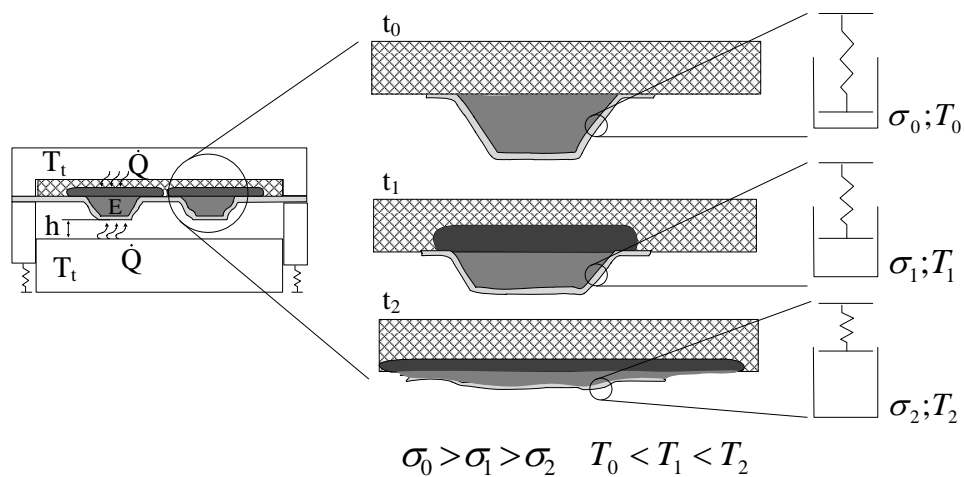 t₀
σ₀;T₀
Tₜ Q̇
E
h
Q̇
Tₜ
t₁
σ₁;T₁
t₂
σ₂;T₂
σ₀ > σ₁ > σ₂ T₀ < T₁ < T₂